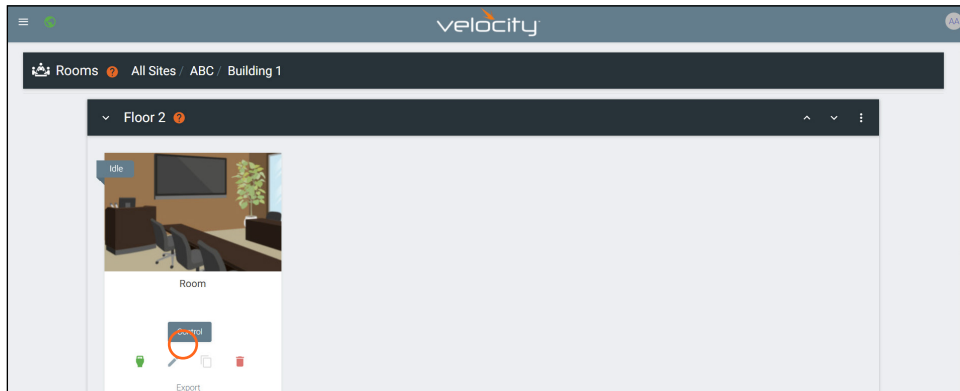 velocity
AA
Rooms ? All Sites / ABC / Building 1
Floor 2 ?
Idle
Room
Control
Export